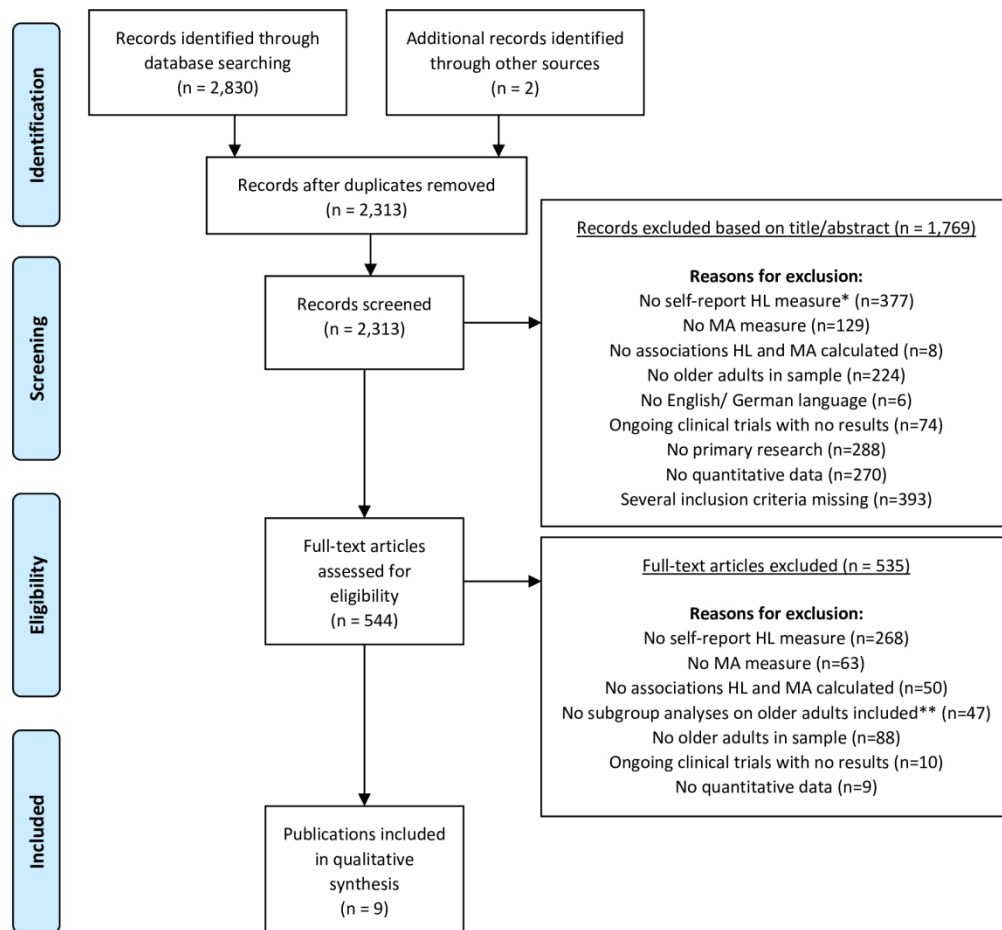 Identification
Records identified through
database searching
(n = 2,830)
Additional records identified
through other sources
(n = 2)
Records after duplicates removed
(n = 2,313)
Screening
Records screened
(n = 2,313)
Records excluded based on title/abstract (n = 1,769)
Reasons for exclusion:
No self-report HL measure* (n=377)
No MA measure (n=129)
No associations HL and MA calculated (n=8)
No older adults in sample (n=224)
No English/ German language (n=6)
Ongoing clinical trials with no results (n=74)
No primary research (n=288)
No quantitative data (n=270)
Several inclusion criteria missing (n=393)
Eligibility
Full-text articles
assessed for
eligibility
(n = 544)
Full-text articles excluded (n = 535)
Reasons for exclusion:
No self-report HL measure (n=268)
No MA measure (n=63)
No associations HL and MA calculated (n=50)
No subgroup analyses on older adults included** (n=47)
No older adults in sample (n=88)
Ongoing clinical trials with no results (n=10)
No quantitative data (n=9)
Included
Publications included
in qualitative
synthesis
(n = 9)